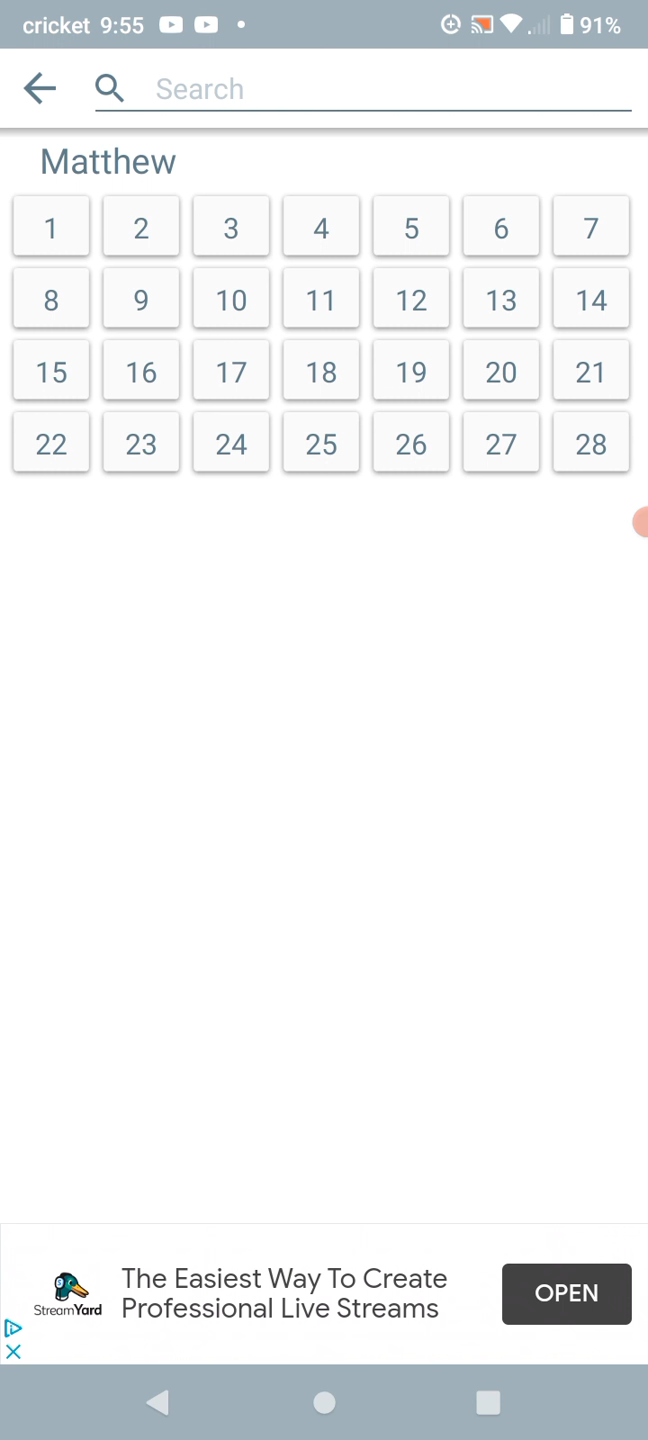 cricket 9:55 91%
Search
Matthew
1 2 3 4 5 6 7
8 9 10 11 12 13 14
15 16 17 18 19 20 21
22 23 24 25 26 27 28
The Easiest Way To Create
Professional Live Streams
StreamYard
OPEN